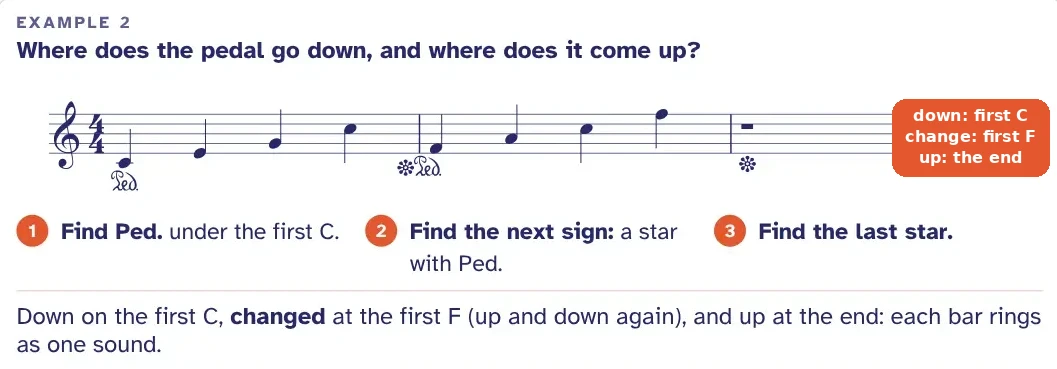 EXAMPLE 2
Where does the pedal go down, and where does it come up?
4
4
Ped.
Ped.
down: first C
change: first F
up: the end
1 Find Ped. under the first C.
2 Find the next sign: a star
with Ped.
3 Find the last star.
Down on the first C, changed at the first F (up and down again), and up at the end: each bar rings
as one sound.